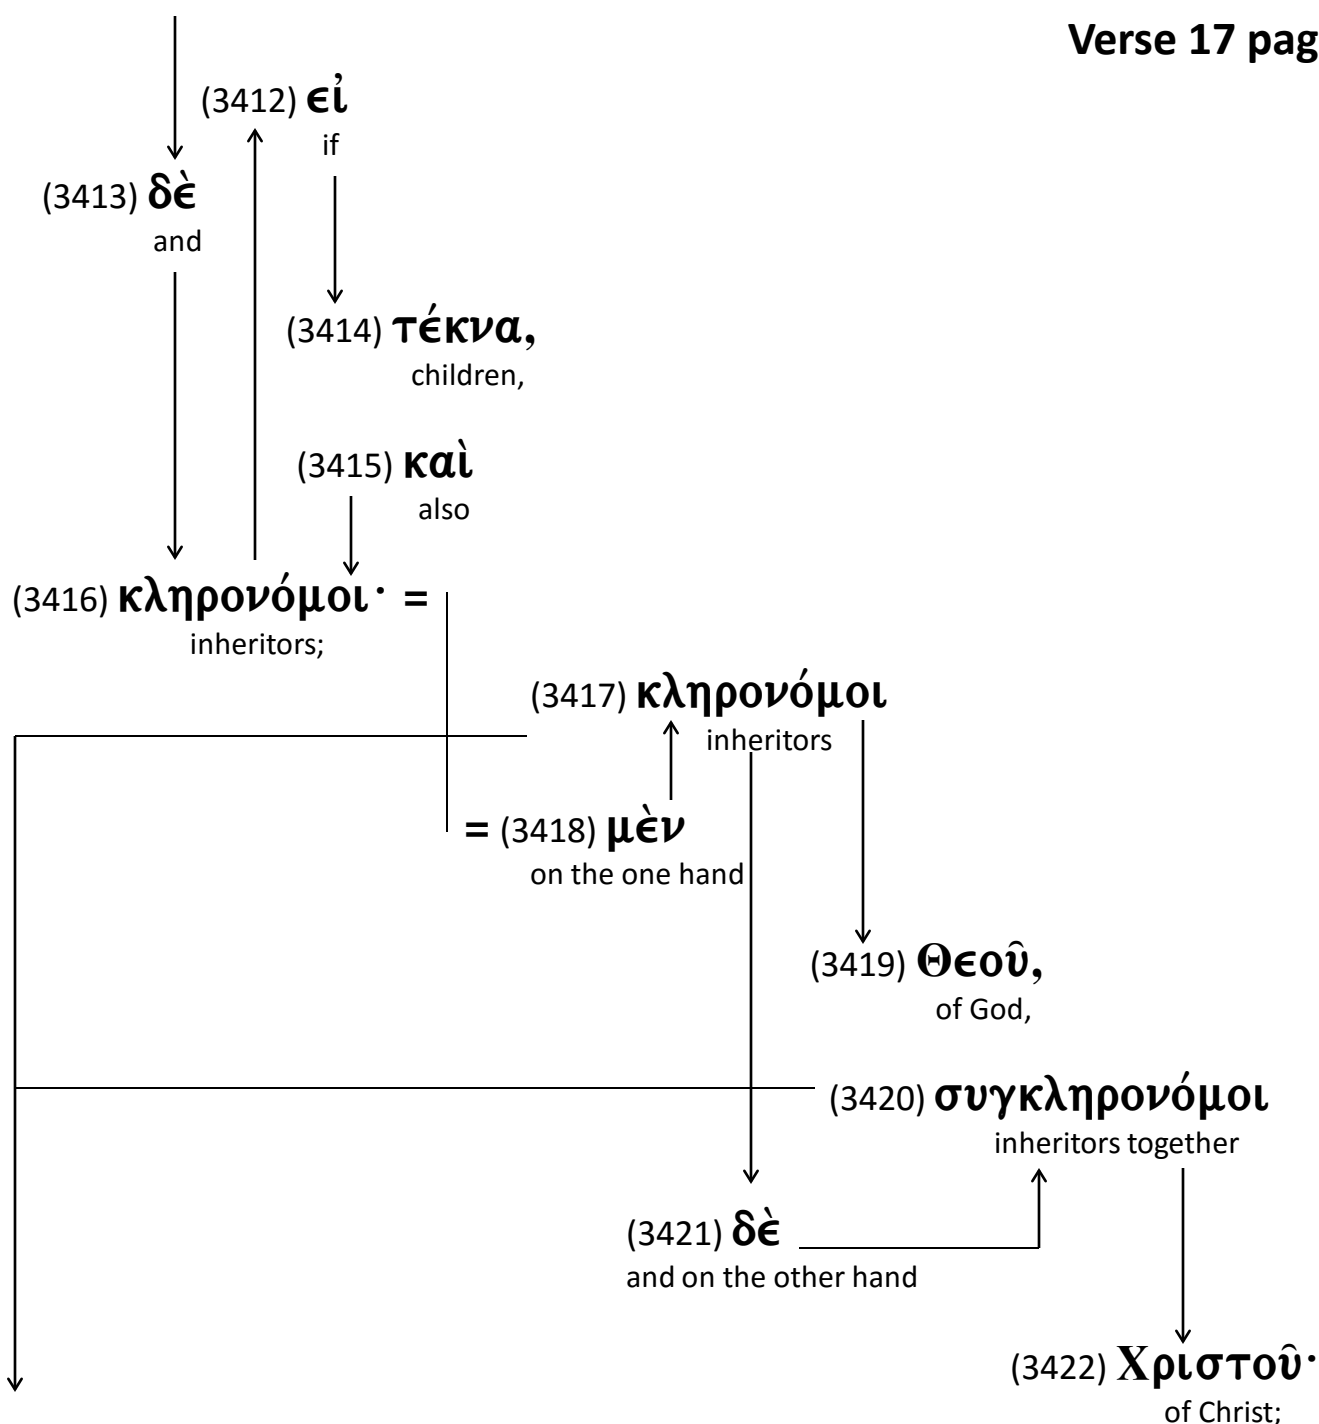 Verse 17 pag
(3412) εἰ
if
(3413) δὲ
and
(3414) τέκνα,
children,
(3415) καὶ
also
(3416) κληρονόμοι· =
inheritors;
(3417) κληρονόμοι
inheritors
= (3418) μὲν
on the one hand
(3419) Θεοῦ,
of God,
(3420) συγκληρονόμοι
inheritors together
(3421) δὲ
and on the other hand
(3422) Χριστοῦ·
of Christ;